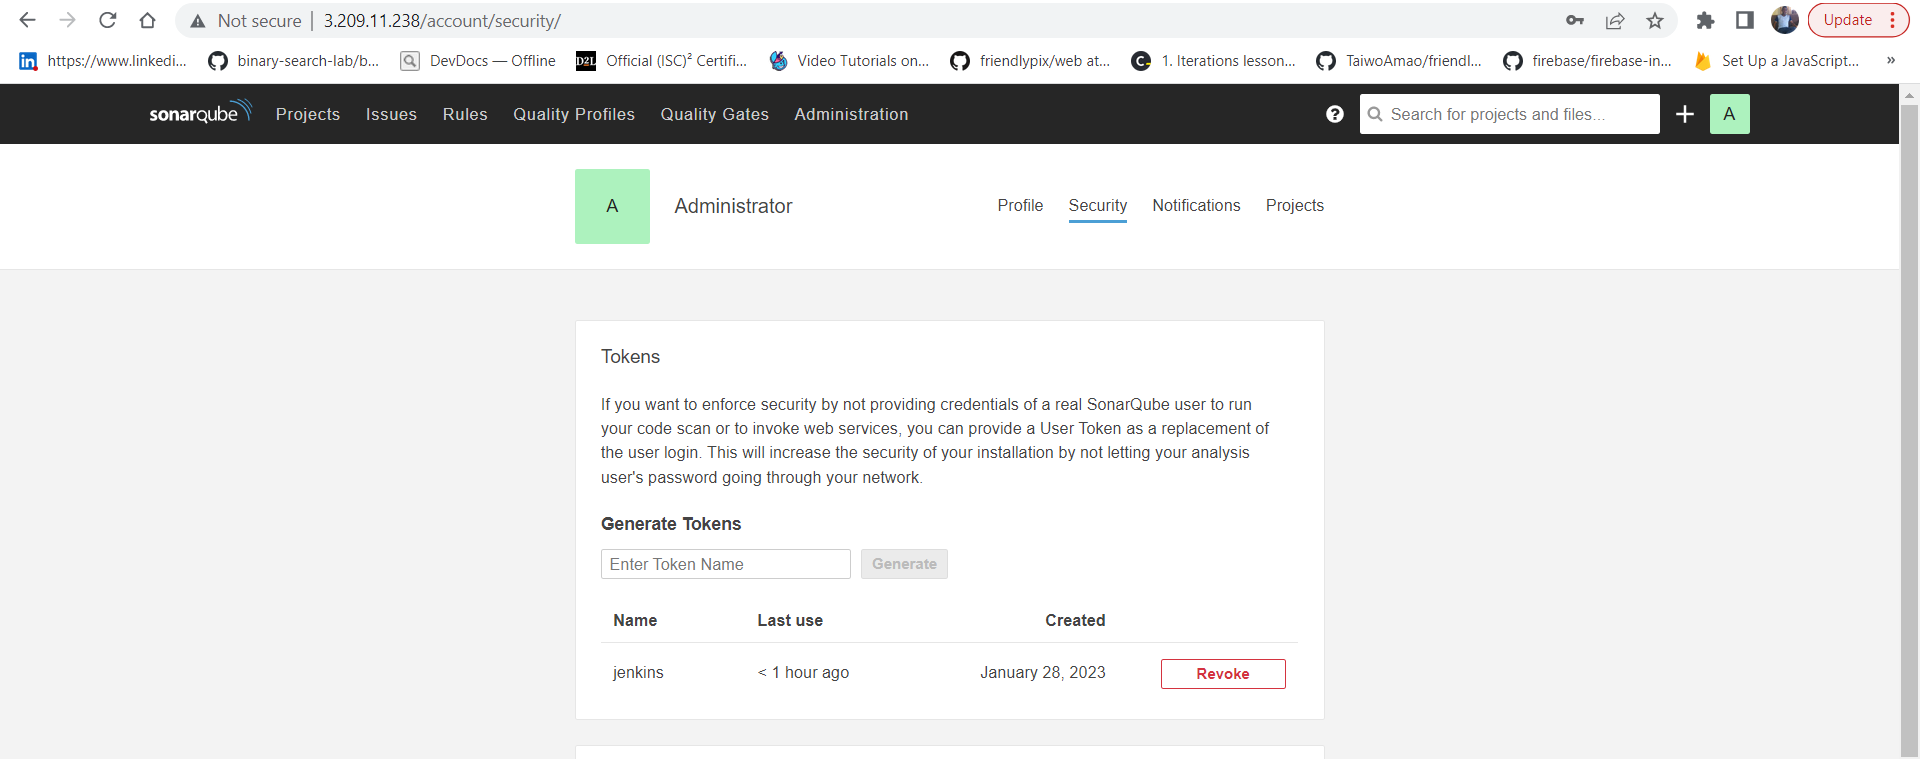 Not secure | 3.209.11.238/account/security/
Update
https://www.linkedi...
binary-search-lab/b...
DevDocs — Offline
D2L
Official (ISC)² Certifi...
Video Tutorials on...
friendlypix/web at...
1. Iterations lesson...
TaiwoAmao/friendl...
firebase/firebase-in...
Set Up a JavaScript...
»
sonarqube
Projects
Issues
Rules
Quality Profiles
Quality Gates
Administration
Search for projects and files...
A
A
Administrator
Profile
Security
Notifications
Projects
Tokens
If you want to enforce security by not providing credentials of a real SonarQube user to run
your code scan or to invoke web services, you can provide a User Token as a replacement of
the user login. This will increase the security of your installation by not letting your analysis
user's password going through your network.
Generate Tokens
Enter Token Name
Generate
Name Last use Created
jenkins < 1 hour ago January 28, 2023 Revoke